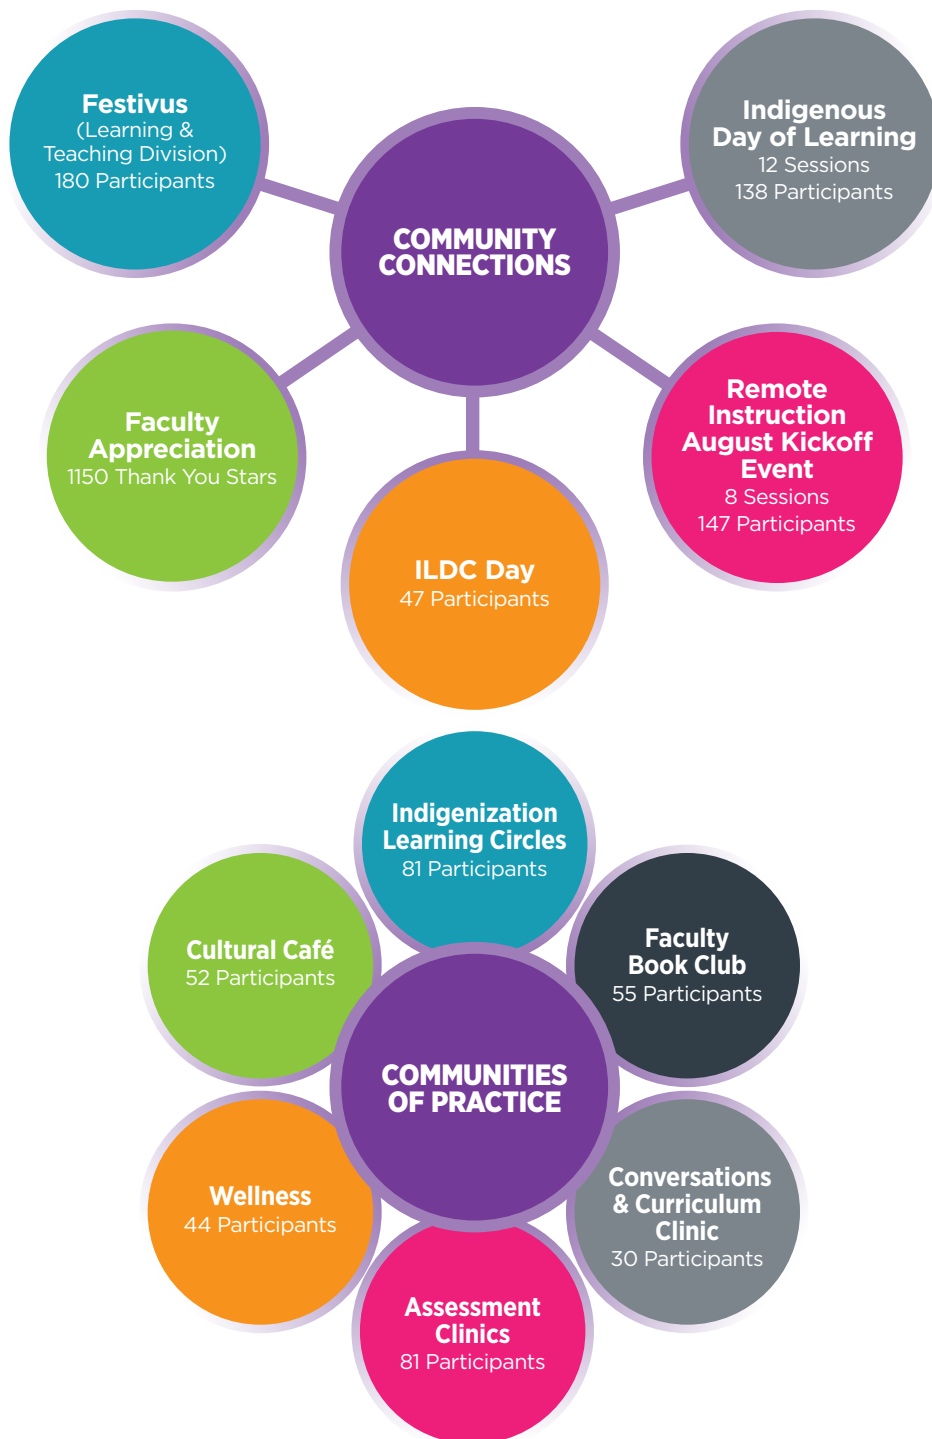 Festivus
(Learning &
Teaching Division)
180 Participants
Indigenous
Day of Learning
12 Sessions
138 Participants
COMMUNITY
CONNECTIONS
Faculty
Appreciation
1150 Thank You Stars
Remote
Instruction
August Kickoff
Event
8 Sessions
147 Participants
ILDC Day
47 Participants
Indigenization
Learning Circles
81 Participants
Cultural Café
52 Participants
Faculty
Book Club
55 Participants
COMMUNITIES
OF PRACTICE
Wellness
44 Participants
Conversations
& Curriculum
Clinic
30 Participants
Assessment
Clinics
81 Participants